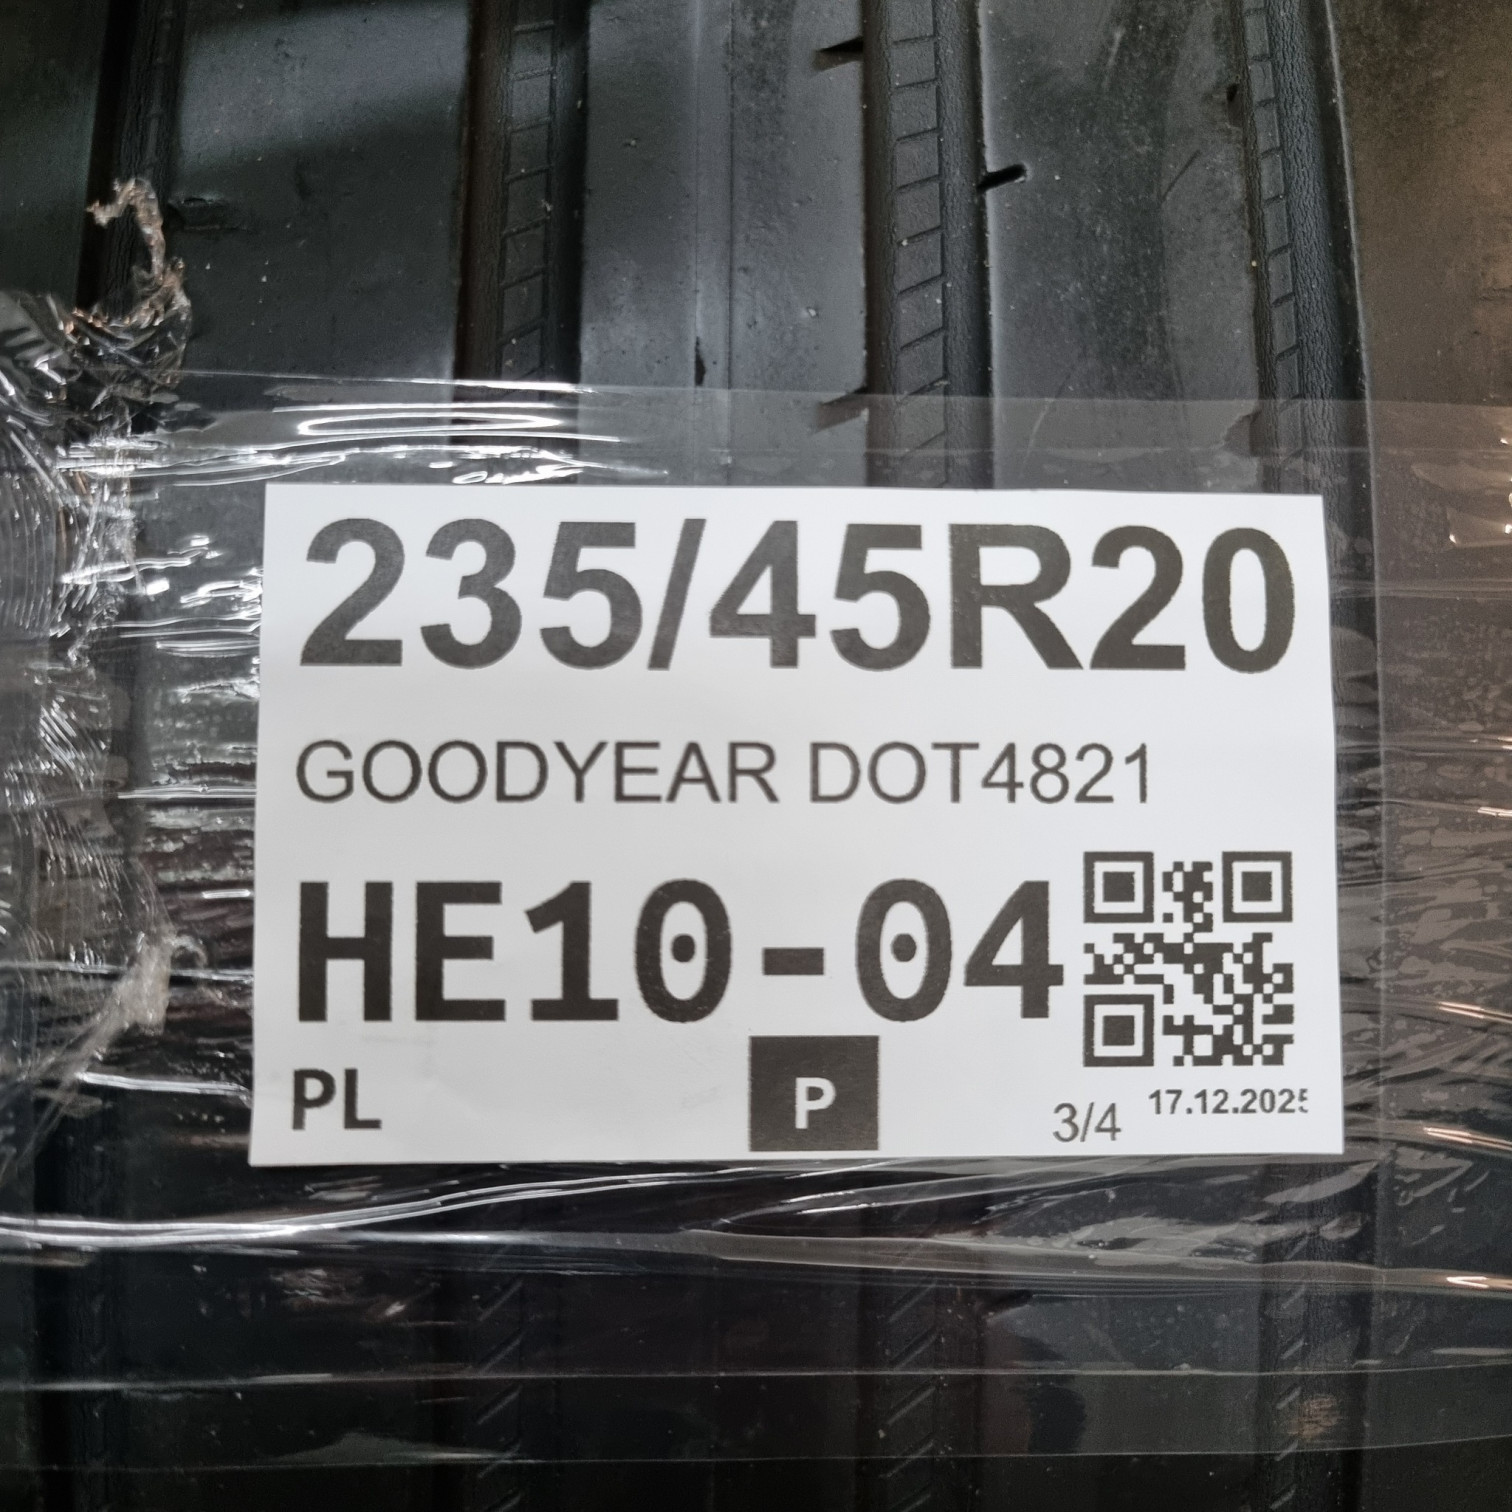 235/45R20
GOODYEAR DOT4821
HE10-04
PL
P
3/4
17.12.2025